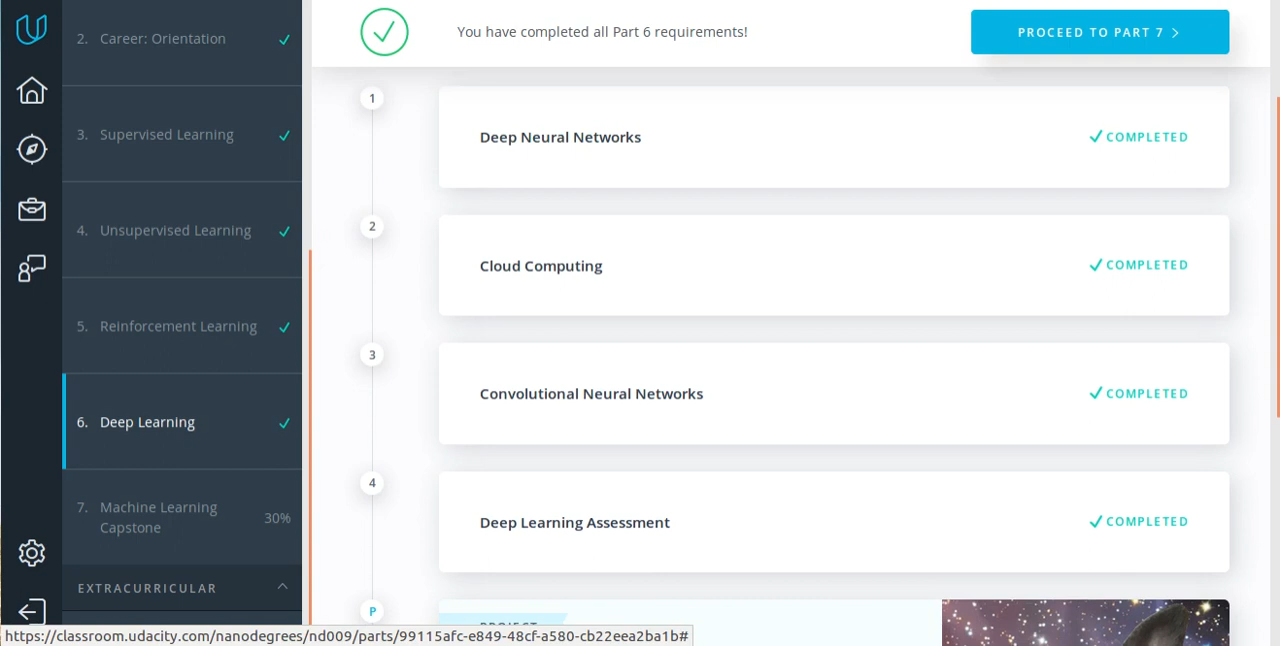 2. Career: Orientation
3. Supervised Learning
4. Unsupervised Learning
5. Reinforcement Learning
6. Deep Learning
7. Machine Learning
Capstone
30%
EXTRACURRICULAR
You have completed all Part 6 requirements!
PROCEED TO PART 7
1
Deep Neural Networks
COMPLETED
2
Cloud Computing
COMPLETED
3
Convolutional Neural Networks
COMPLETED
4
Deep Learning Assessment
COMPLETED
P
PROJECT
https://classroom.udacity.com/nanodegrees/nd009/parts/99115afc-e849-48cf-a580-cb22eea2ba1b#